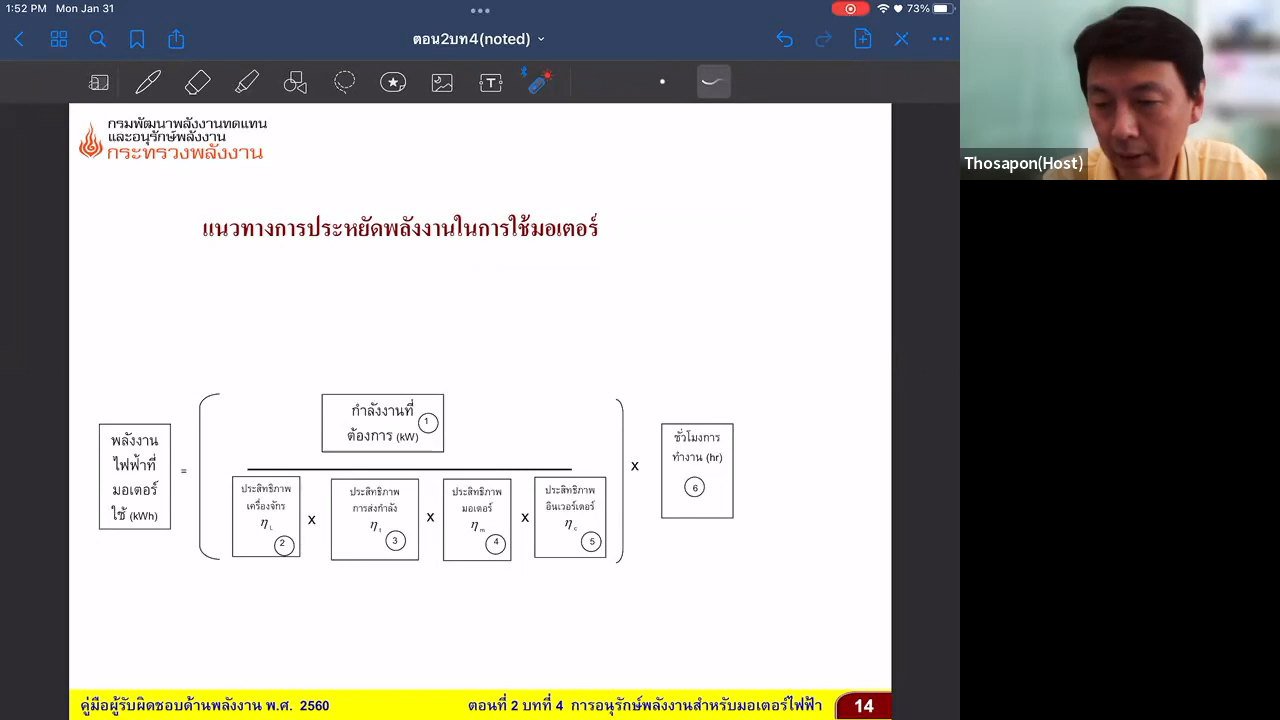 1:52 PM Mon Jan 31
73%
ตอน2บท4(noted)
กรมพัฒนาพลังงานทดแทน
และอนุรักษ์พลังงาน
กระทรวงพลังงาน
แนวทางการประหยัดพลังงานในการใช้มอเตอร์
พลังงาน
ไฟฟ้าที่
มอเตอร์
ใช้ (kWh)
=
กำลังงานที่
ต้องการ (kW)
1
ประสิทธิภาพ
เครื่องจักร
η L
2
x
ประสิทธิภาพ
การส่งกำลัง
η t
3
x
ประสิทธิภาพ
มอเตอร์
η m
4
x
ประสิทธิภาพ
อินเวอร์เตอร์
η c
5
x
ชั่วโมงการ
ทำงาน (hr)
6
คู่มือผู้รับผิดชอบด้านพลังงาน พ.ศ. 2560
ตอนที่ 2 บทที่ 4 การอนุรักษ์พลังงานสำหรับมอเตอร์ไฟฟ้า
14
Thosapon(Host)